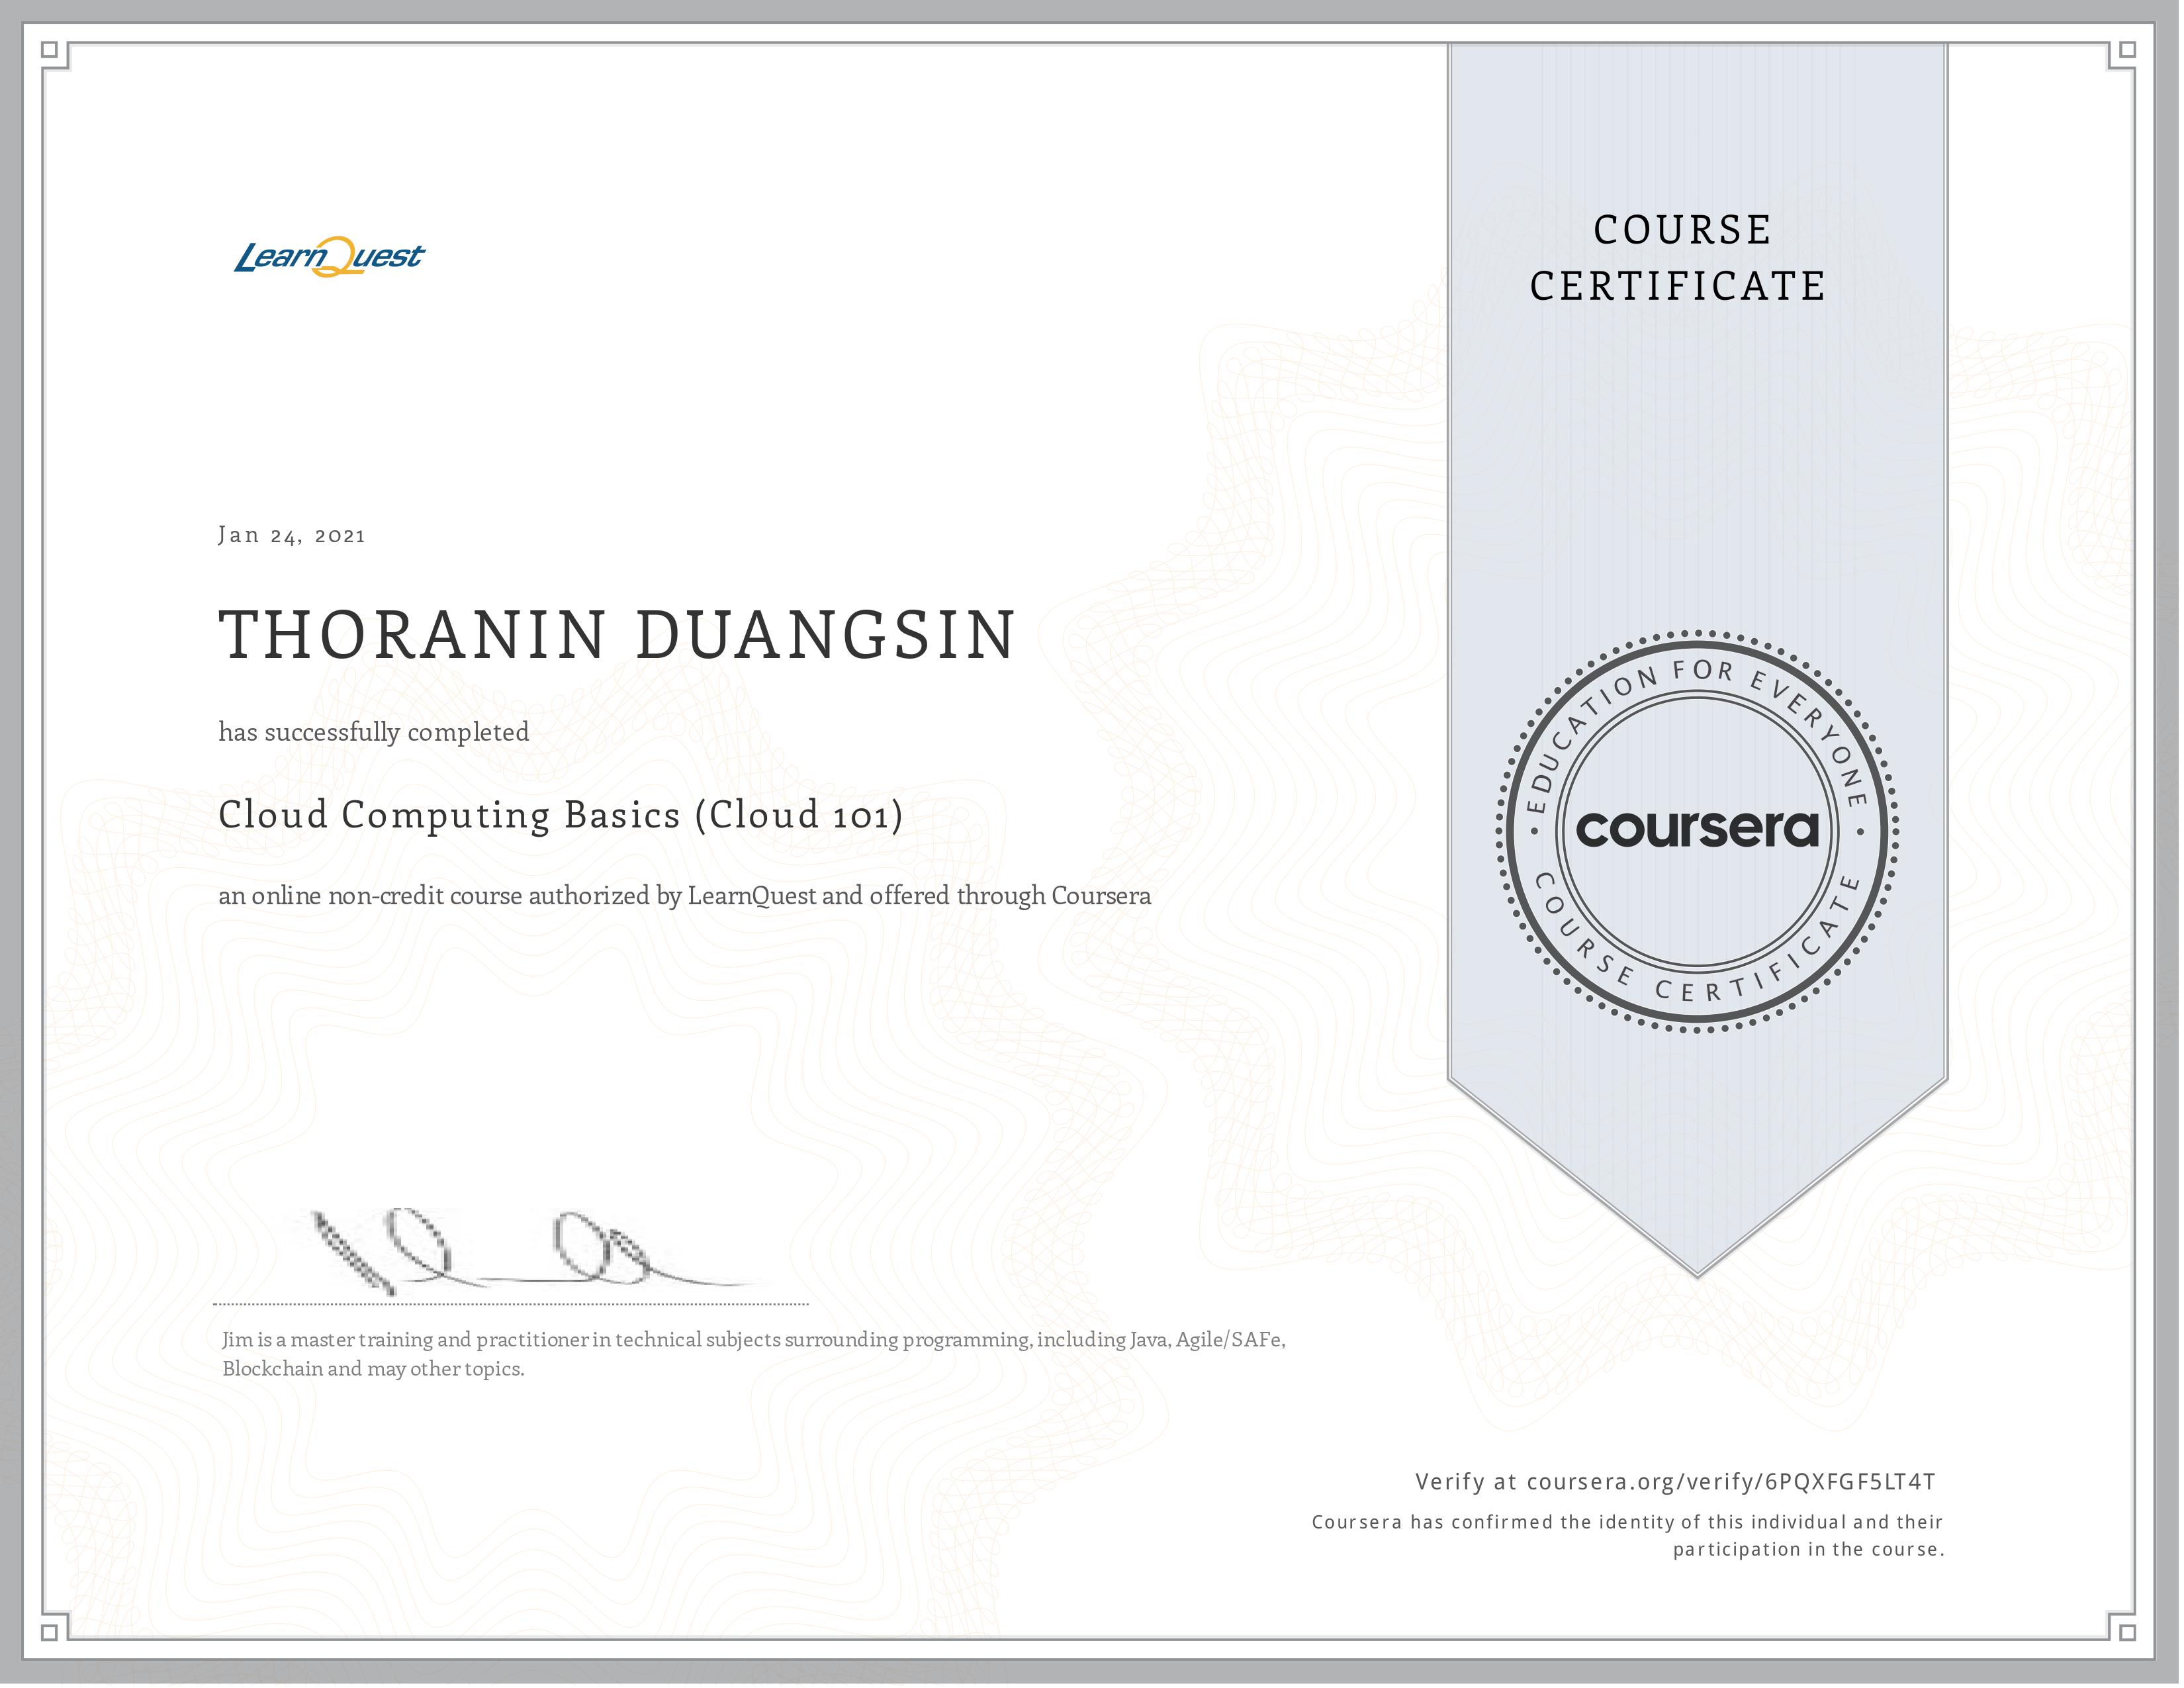 LearnQuest
COURSE
CERTIFICATE
Jan 24, 2021
THORANIN DUANGSIN
has successfully completed
Cloud Computing Basics (Cloud 101)
an online non-credit course authorized by LearnQuest and offered through Coursera
EDUCATION FOR EVERYONE
coursera
COURSE CERTIFICATE
Jim is a master training and practitioner in technical subjects surrounding programming, including Java, Agile/SAFe,
Blockchain and may other topics.
Verify at coursera.org/verify/6PQXFGF5LT4T
Coursera has confirmed the identity of this individual and their
participation in the course.